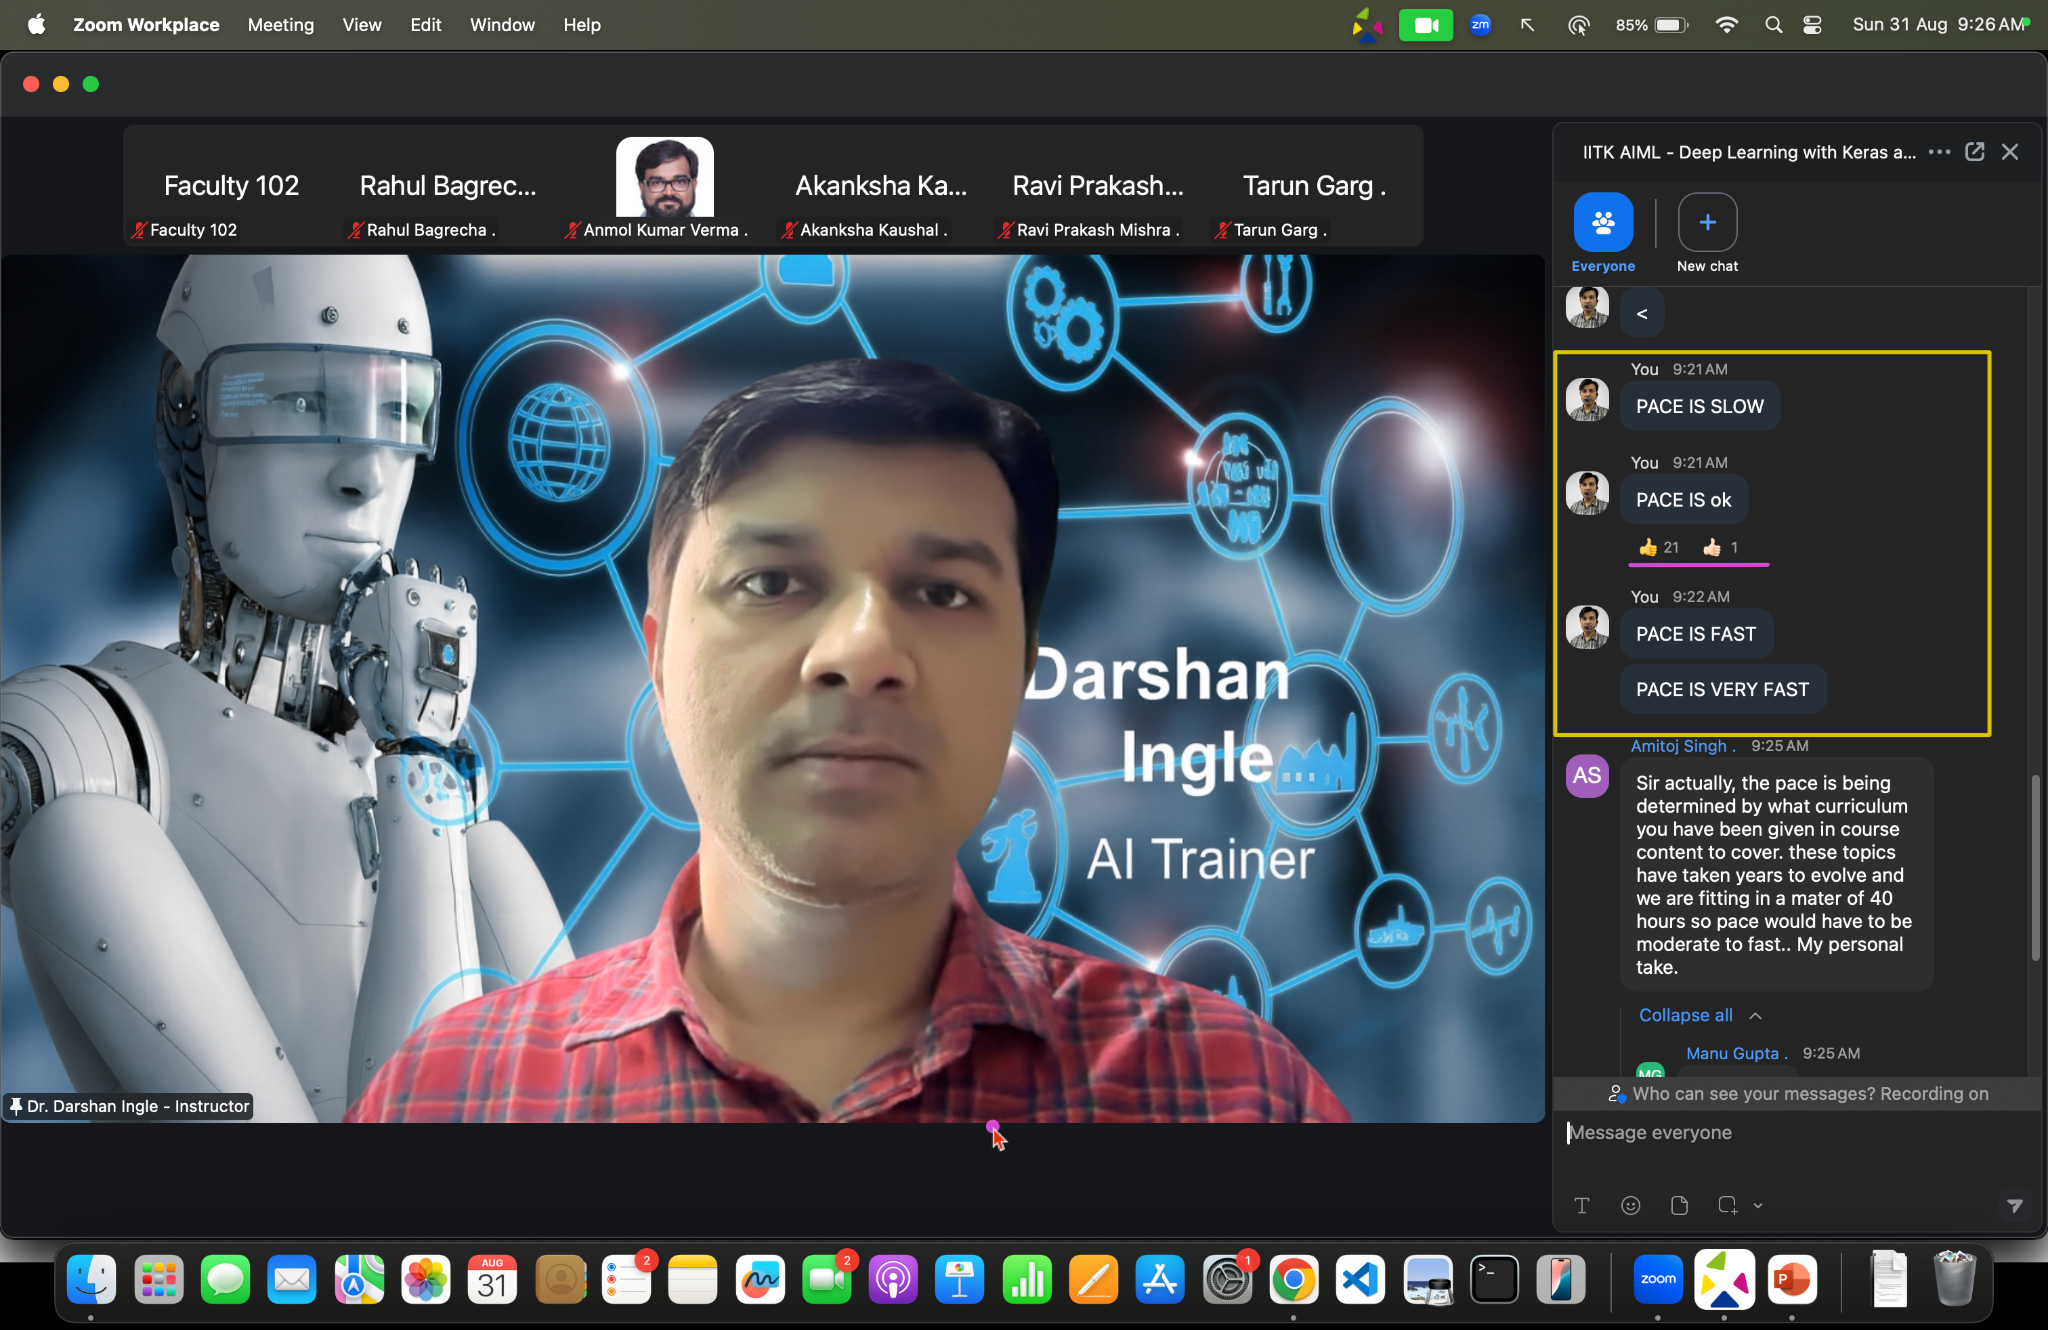 Zoom Workplace Meeting View Edit Window Help
zm 85% Sun 31 Aug 9:26 AM
Faculty 102 Rahul Bagrec... Akanksha Ka... Ravi Prakash... Tarun Garg .
Faculty 102 Rahul Bagrecha . Anmol Kumar Verma . Akanksha Kaushal . Ravi Prakash Mishra . Tarun Garg .
Darshan
Ingle
AI Trainer
Dr. Darshan Ingle - Instructor
IITK AIML - Deep Learning with Keras a...
Everyone New chat
<
You 9:21 AM
PACE IS SLOW
You 9:21 AM
PACE IS ok
👍 21 👍🏻 1
You 9:22 AM
PACE IS FAST
PACE IS VERY FAST
Amitoj Singh . 9:25 AM
AS
Sir actually, the pace is being
determined by what curriculum
you have been given in course
content to cover. these topics
have taken years to evolve and
we are fitting in a mater of 40
hours so pace would have to be
moderate to fast.. My personal
take.
Collapse all
Manu Gupta . 9:25 AM
MG
Who can see your messages? Recording on
Message everyone
AUG
31
2
2
1
zoom
P